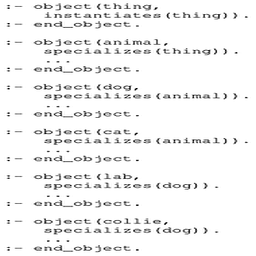 :- object(thing,
instantiates(thing)).
:- end_object.
:- object(animal,
specializes(thing)).
...
:- end_object.
:- object(dog,
specializes(animal)).
...
:- end_object.
:- object(cat,
specializes(animal)).
...
:- end_object.
:- object(lab,
specializes(dog)).
...
:- end_object.
:- object(collie,
specializes(dog)).
...
:- end_object.